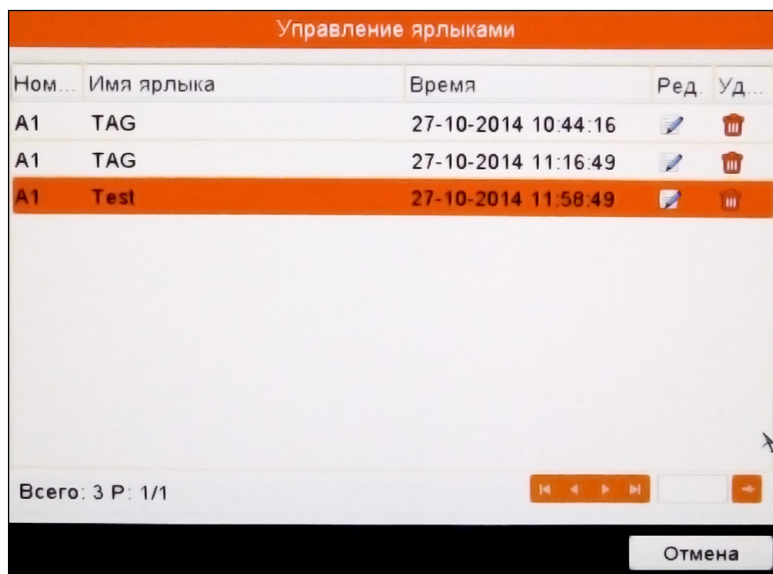 Управление ярлыками
Ном... Имя ярлыка Время Ред. Уд...
A1 TAG 27-10-2014 10:44:16
A1 TAG 27-10-2014 11:16:49
A1 Test 27-10-2014 11:58:49
Всего: 3 P: 1/1
Отмена